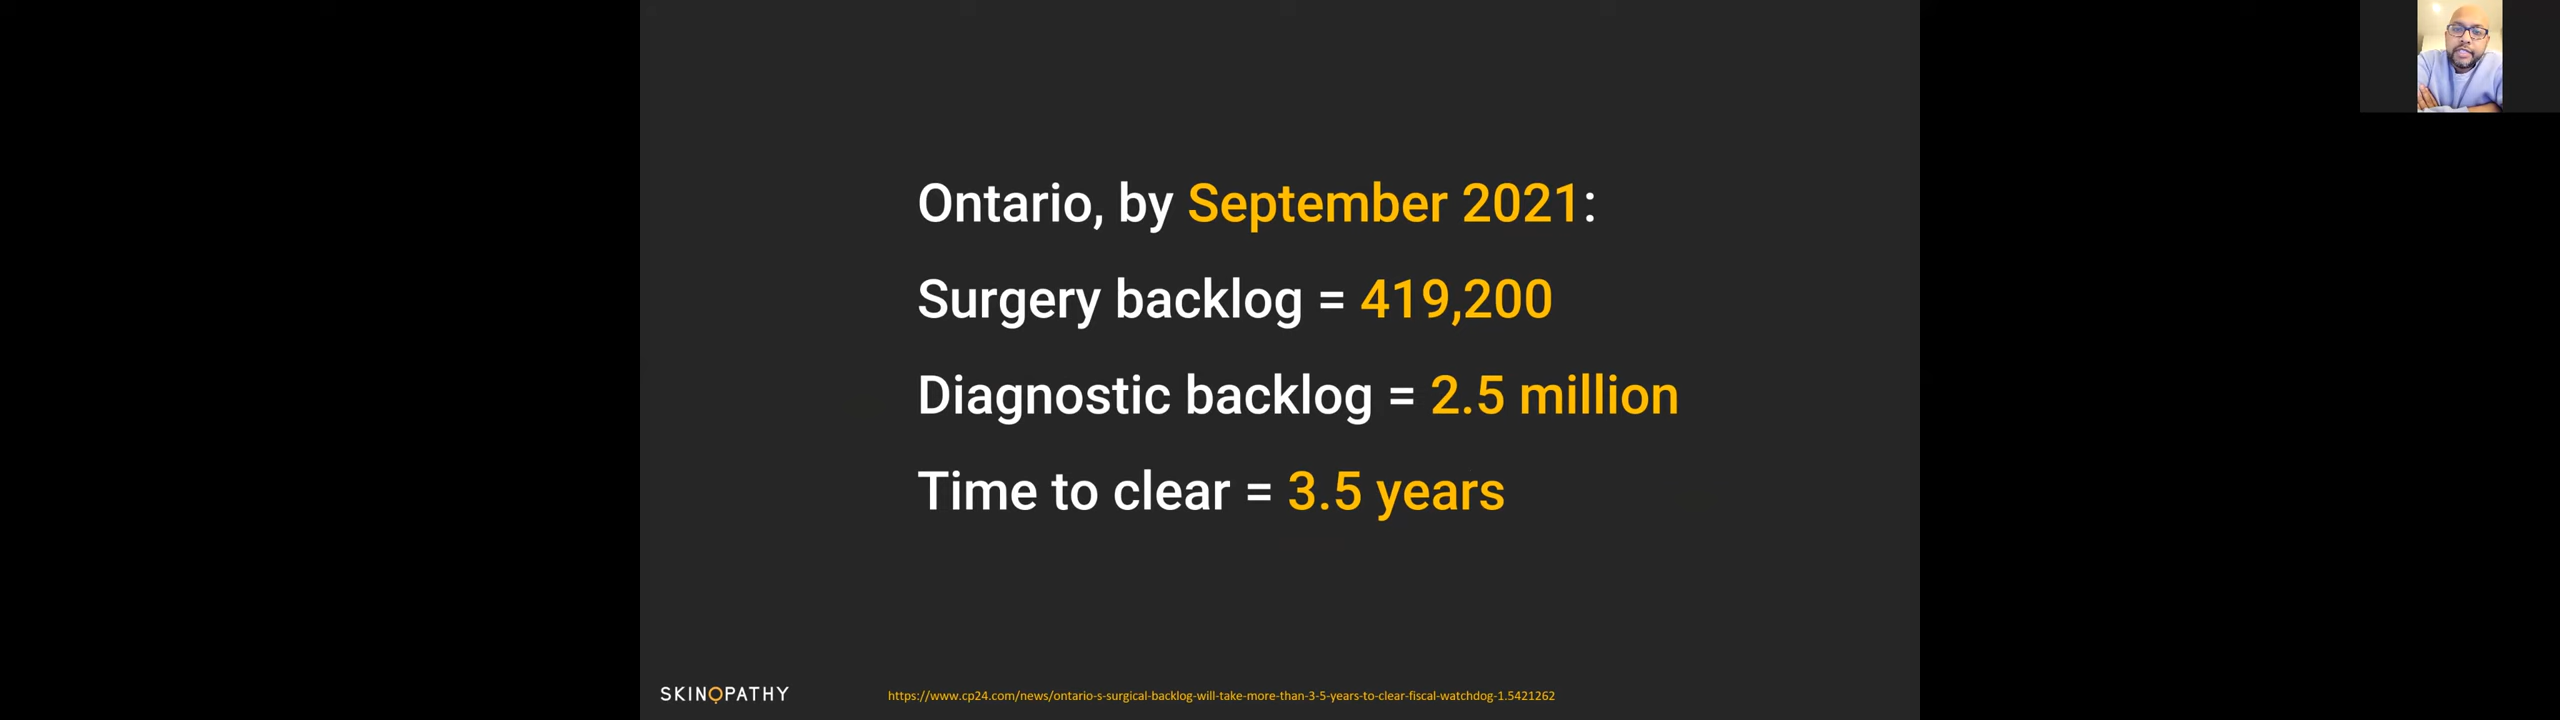 Ontario, by September 2021:
Surgery backlog = 419,200
Diagnostic backlog = 2.5 million
Time to clear = 3.5 years
SKINOPATHY
https://www.cp24.com/news/ontario-s-surgical-backlog-will-take-more-than-3-5-years-to-clear-fiscal-watchdog-1.5421262